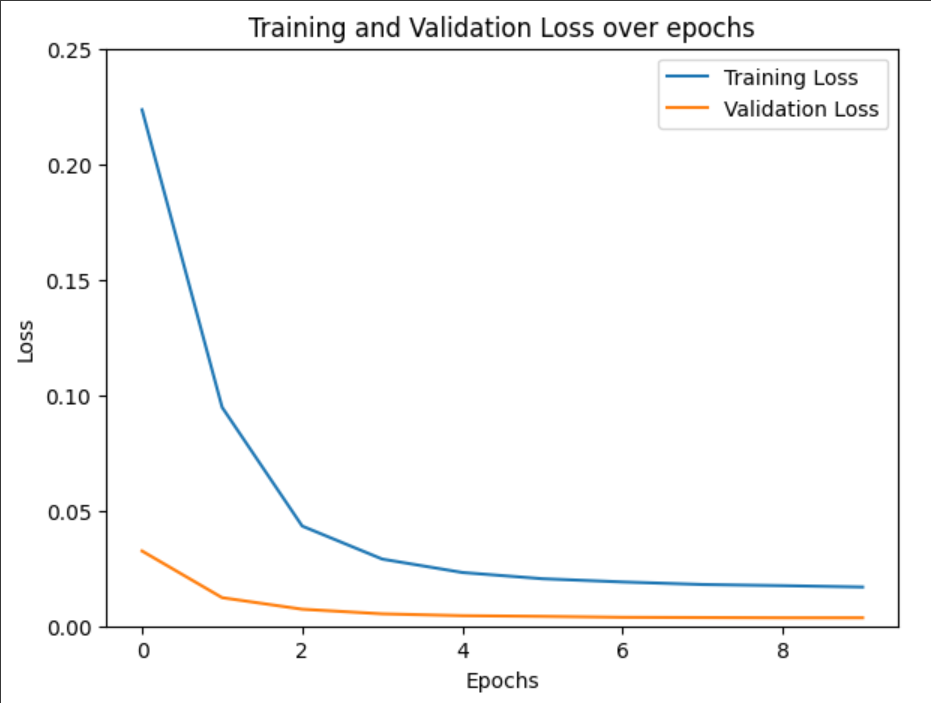 Training and Validation Loss over epochs
Training Loss
Validation Loss
0.25
0.20
0.15
0.10
0.05
0.00
Loss
0 2 4 6 8
Epochs